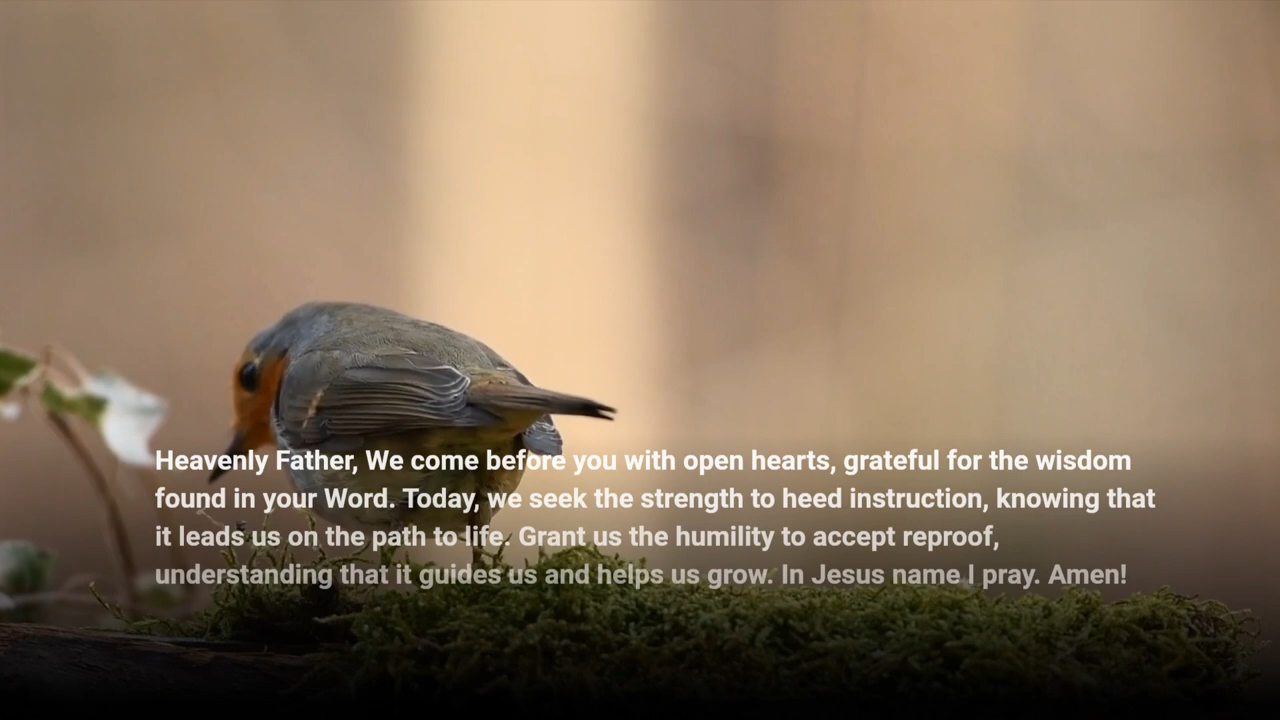 Heavenly Father, We come before you with open hearts, grateful for the wisdom
found in your Word. Today, we seek the strength to heed instruction, knowing that
it leads us on the path to life. Grant us the humility to accept reproof,
understanding that it guides us and helps us grow. In Jesus name I pray. Amen!